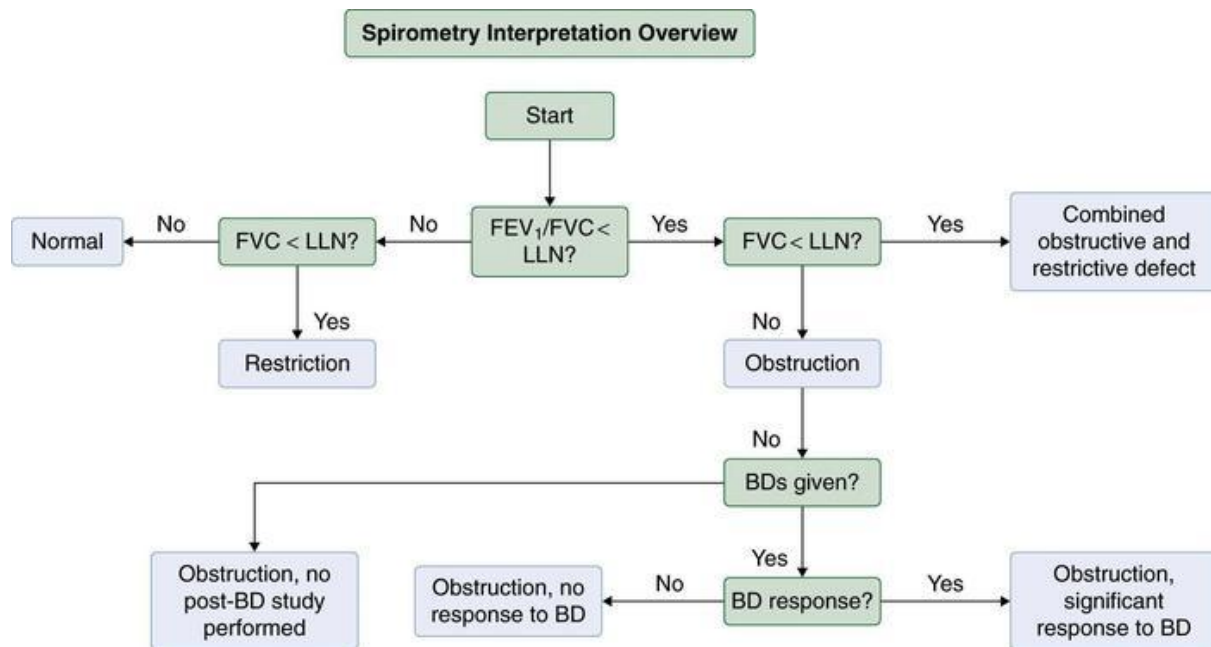 Spirometry Interpretation Overview
Start
Normal
No
FVC < LLN?
No
FEV₁/FVC <
LLN?
Yes
FVC < LLN?
Yes
Combined
obstructive and
restrictive defect
Yes
No
Restriction
Obstruction
No
BDs given?
Yes
Obstruction, no
post-BD study
performed
Obstruction, no
response to BD
No
BD response?
Yes
Obstruction,
significant
response to BD